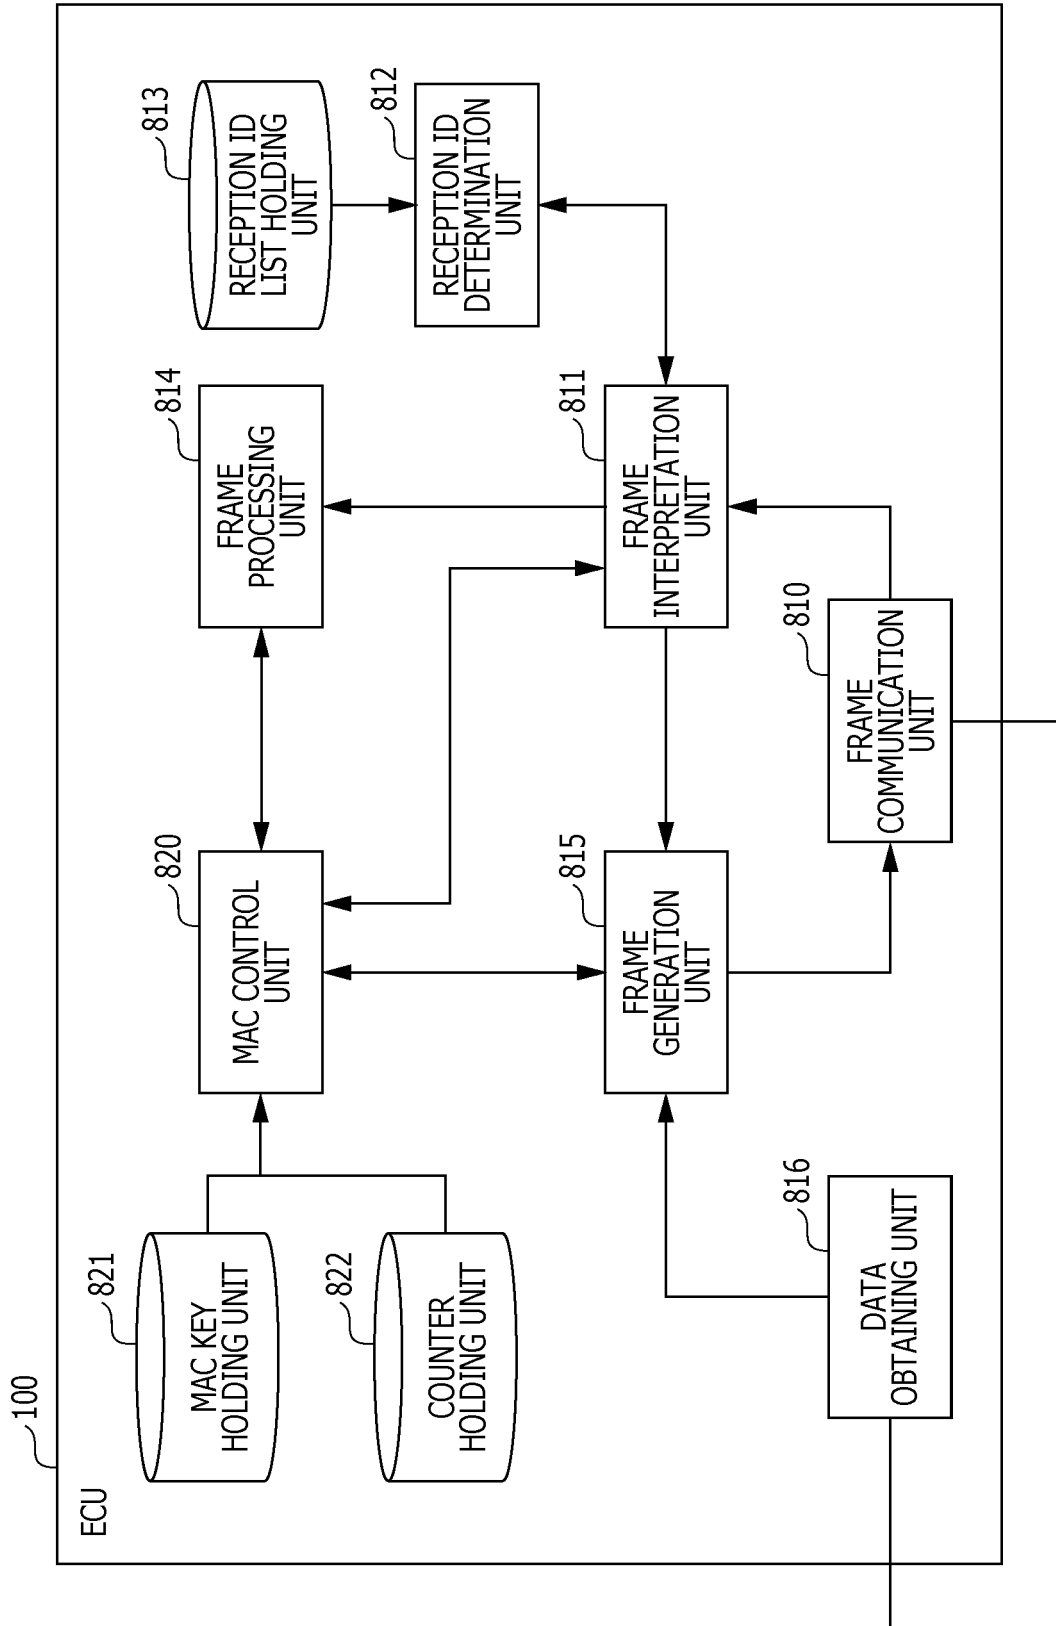 100
ECU
821
MAC KEY
HOLDING UNIT
822
COUNTER
HOLDING UNIT
816
DATA
OBTAINING UNIT
820
MAC CONTROL
UNIT
815
FRAME
GENERATION
UNIT
810
FRAME
COMMUNICATION
UNIT
814
FRAME
PROCESSING
UNIT
811
FRAME
INTERPRETATION
UNIT
813
RECEPTION ID
LIST HOLDING
UNIT
812
RECEPTION ID
DETERMINATION
UNIT